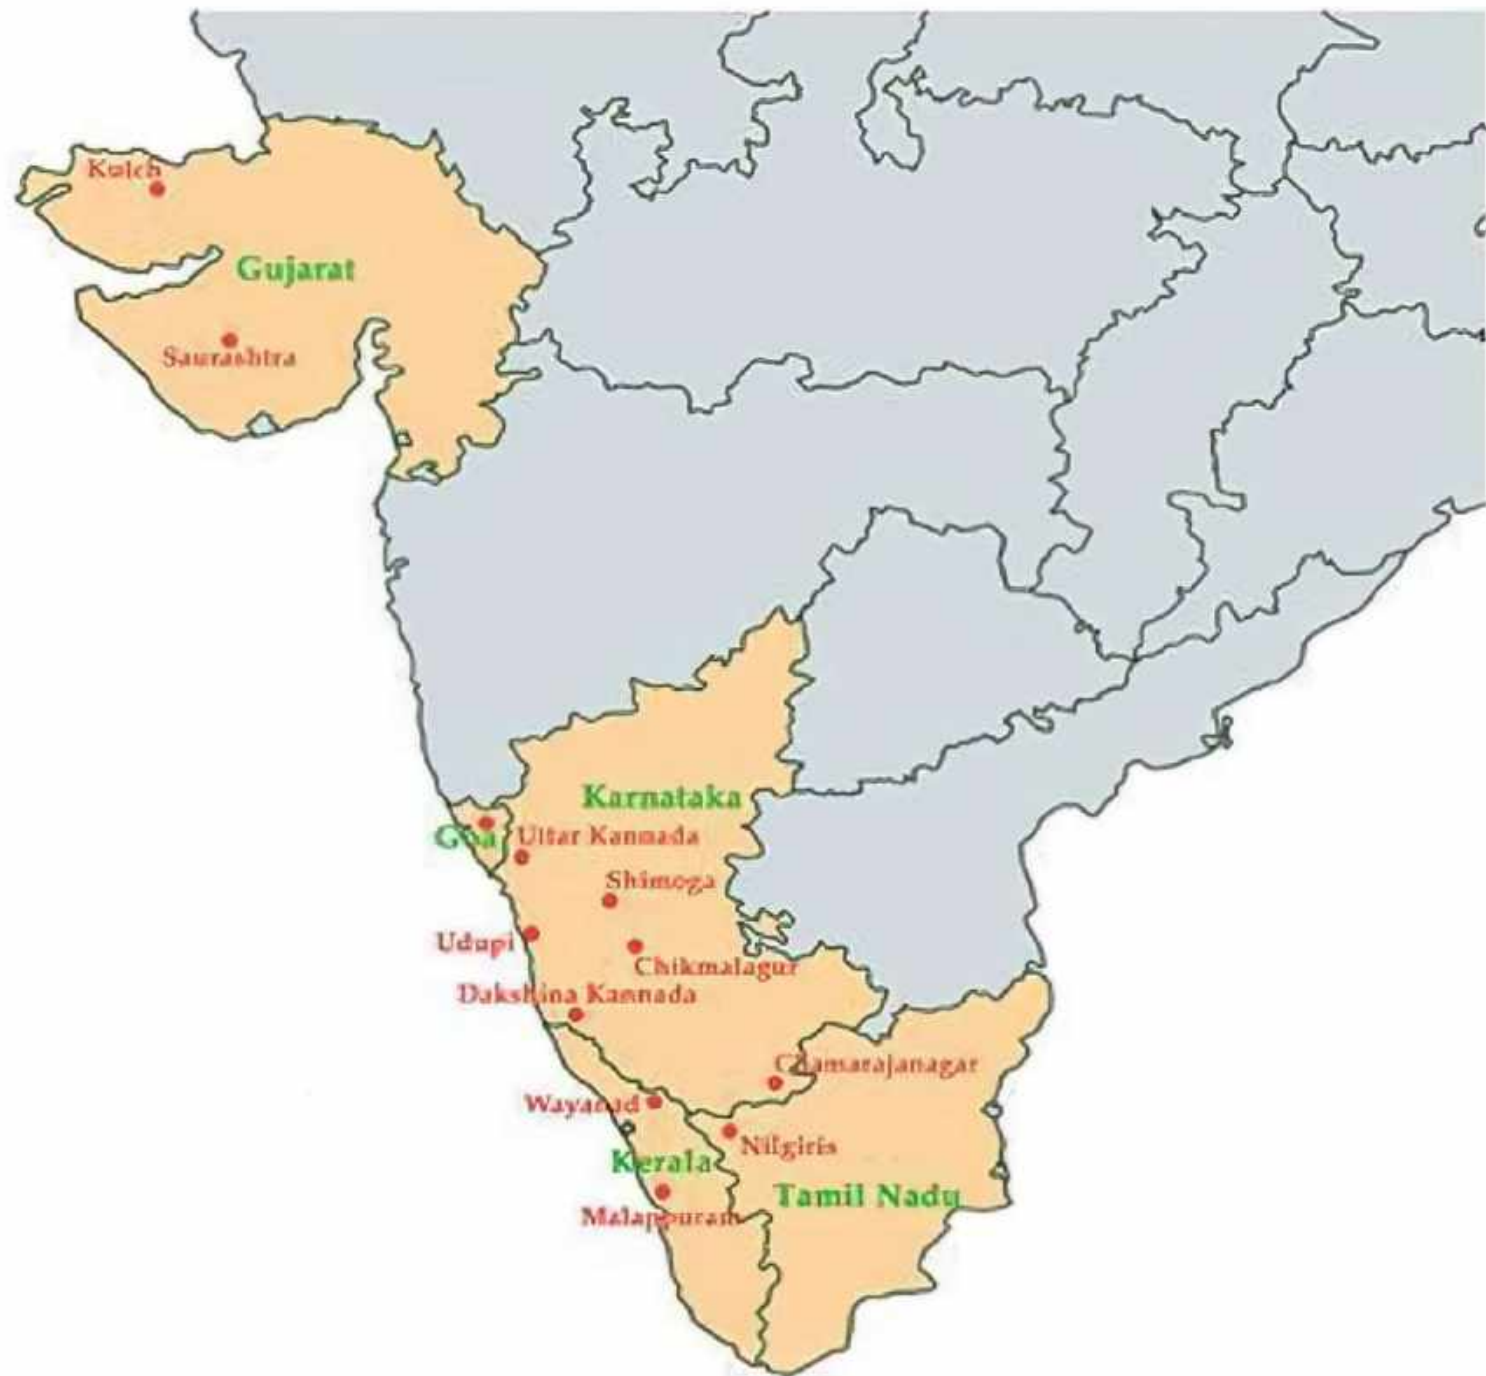 Kutch
Gujarat
Saurashtra
Karnataka
Goa
Uttar Kannada
Shimoga
Udupi
Chikmalagur
Dakshina Kannada
Chamarajanagar
Wayanad
Nilgiris
Kerala
Tamil Nadu
Malappuram